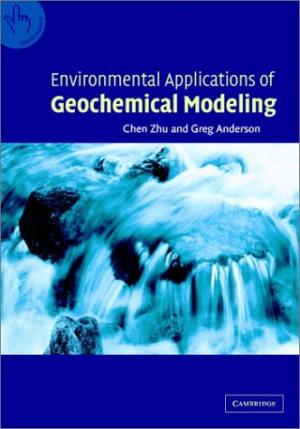 Environmental Applications of
Geochemical Modeling
Chen Zhu and Greg Anderson
CAMBRIDGE